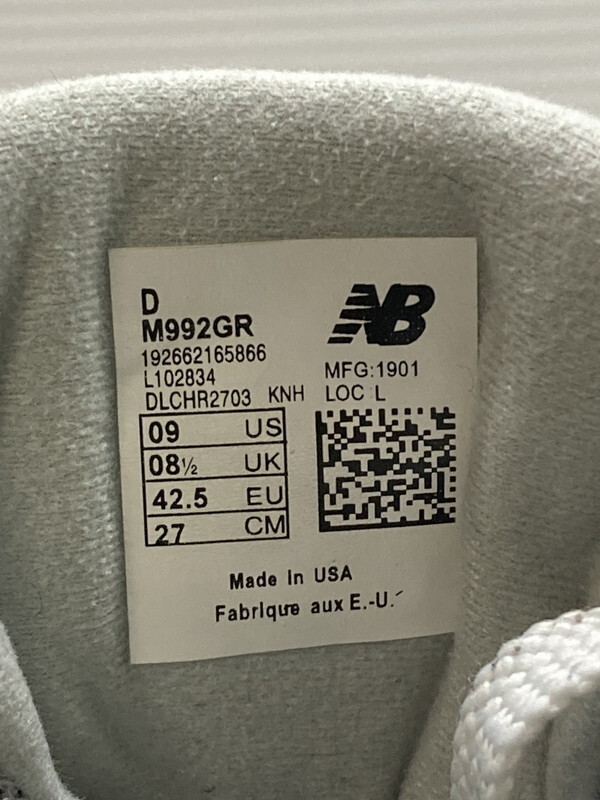 D
M992GR
192662165866
L102834
DLCHR2703 KNH
NB
MFG:1901
LOC L
09 US
08½ UK
42.5 EU
27 CM
Made in USA
Fabrique aux E.-U.